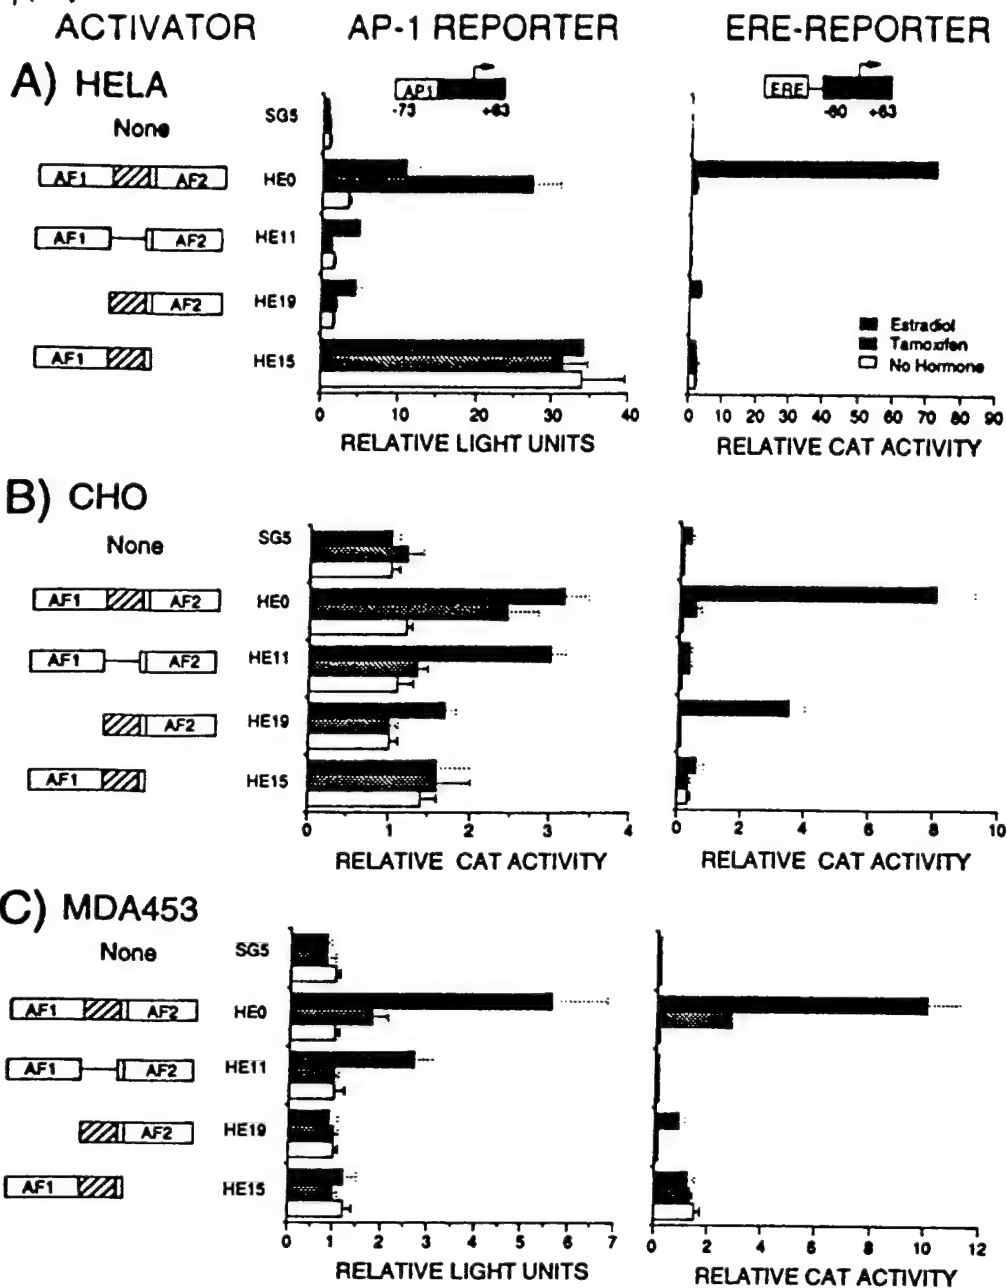 ACTIVATOR AP-1 REPORTER ERE-REPORTER
A) HELA
AP1 -73 +63
ERE -60 +63
None SG5
AF1 AF2 HE0
AF1 AF2 HE11
AF2 HE19
AF1 HE15
Estradiol
Tamoxifen
No Hormone
0 10 20 30 40
0 10 20 30 40 50 60 70 80 90
RELATIVE LIGHT UNITS RELATIVE CAT ACTIVITY
B) CHO
None SG5
AF1 AF2 HE0
AF1 AF2 HE11
AF2 HE19
AF1 HE15
0 1 2 3 4
0 2 4 6 8 10
RELATIVE CAT ACTIVITY RELATIVE CAT ACTIVITY
C) MDA453
None SG5
AF1 AF2 HE0
AF1 AF2 HE11
AF2 HE19
AF1 HE15
0 1 2 3 4 5 6 7
0 2 4 6 8 10 12
RELATIVE LIGHT UNITS RELATIVE CAT ACTIVITY